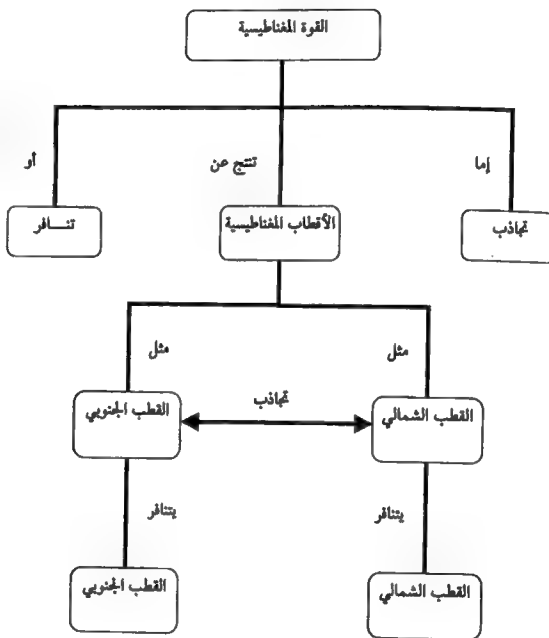 القوة المغناطيسية
إما
تنتج عن
أو
تجاذب
الأقطاب المغناطيسية
تنـــافر
مثل
مثل
القطب الشمالي
تجاذب
القطب الجنوبي
يتنافر
يتنافر
القطب الشمالي
القطب الجنوبي